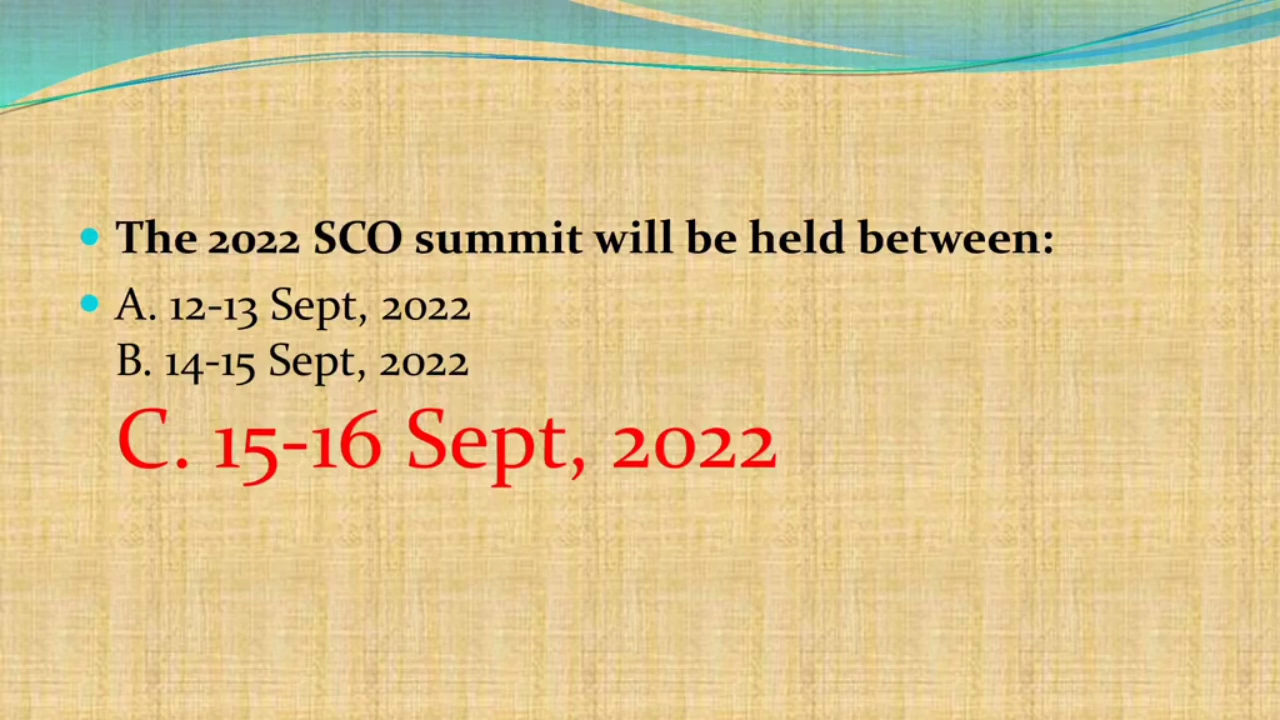 The 2022 SCO summit will be held between:
A. 12-13 Sept, 2022
B. 14-15 Sept, 2022
C. 15-16 Sept, 2022